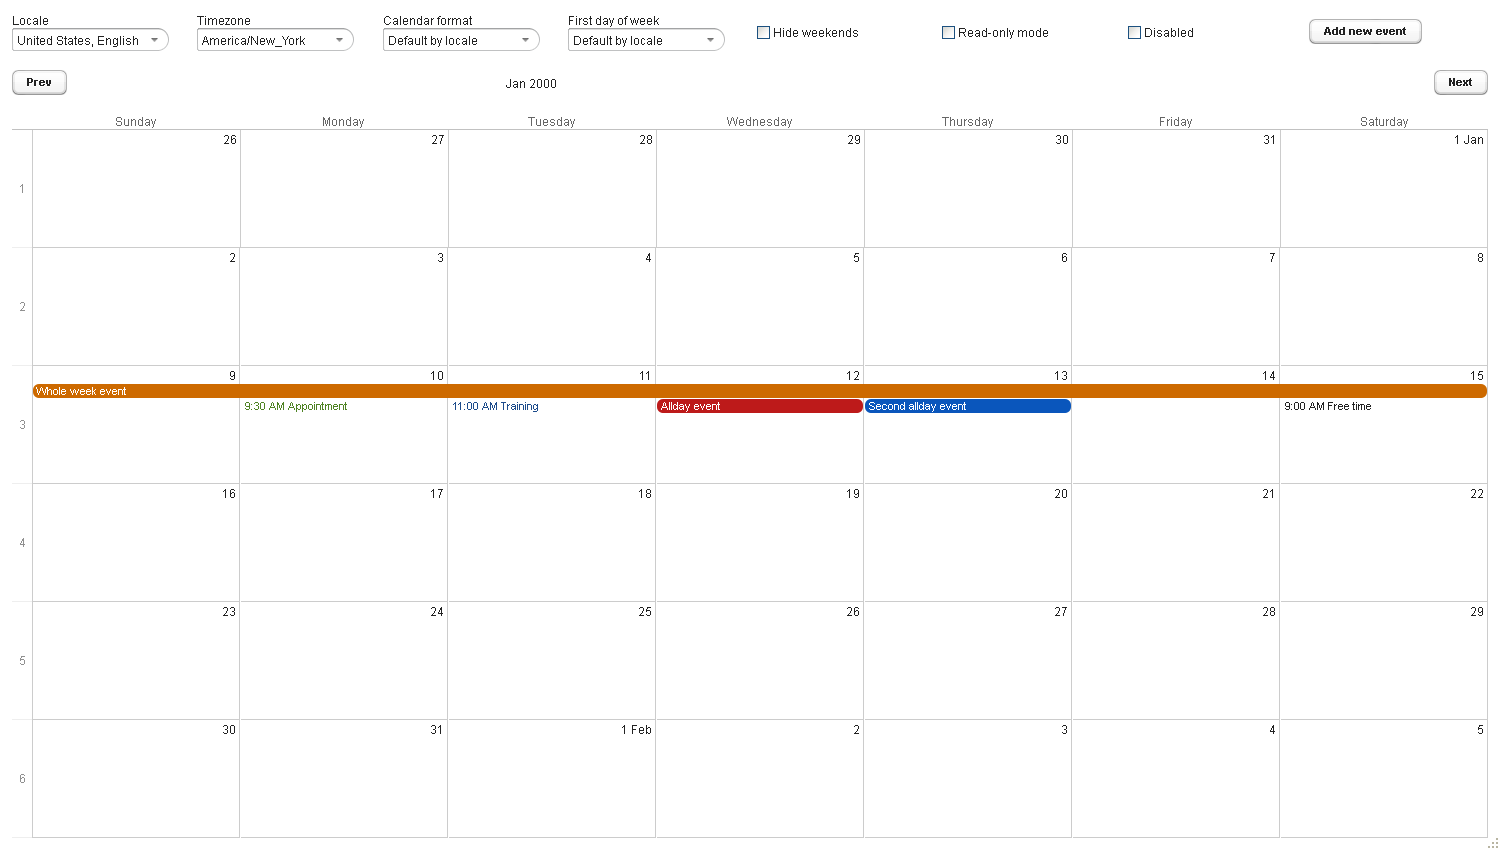 Locale Timezone Calendar format First day of week
United States, English America/New_York Default by locale Default by locale Hide weekends Read-only mode Disabled Add new event
Prev Jan 2000 Next
Sunday Monday Tuesday Wednesday Thursday Friday Saturday
26 27 28 29 30 31 1 Jan
1
2 3 4 5 6 7 8
2
9 10 11 12 13 14 15
Whole week event
9:30 AM Appointment 11:00 AM Training Allday event Second allday event 9:00 AM Free time
3
16 17 18 19 20 21 22
4
23 24 25 26 27 28 29
5
30 31 1 Feb 2 3 4 5
6